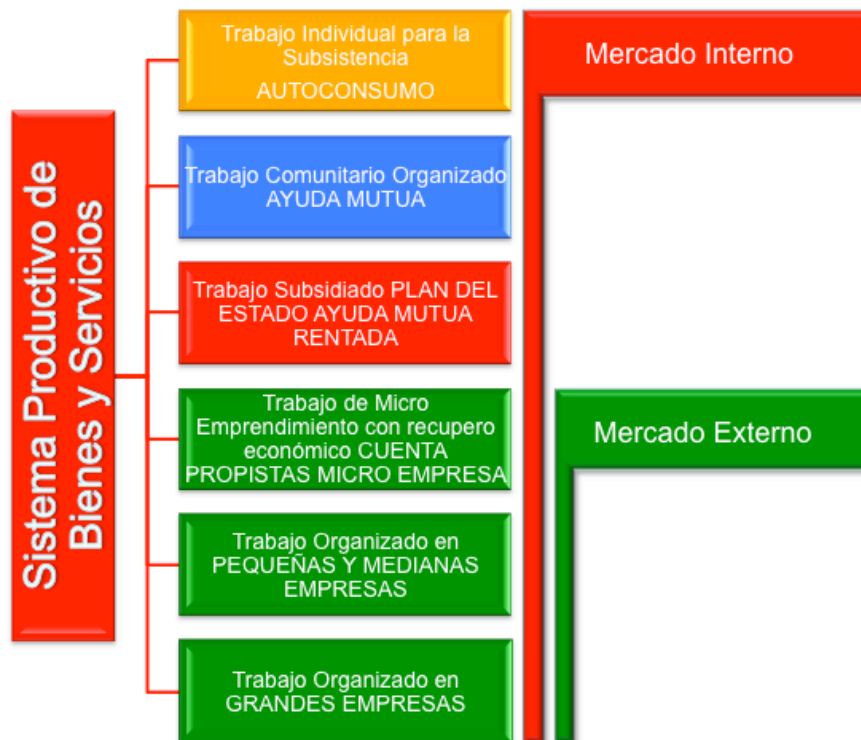 Sistema Productivo de
Bienes y Servicios
Trabajo Individual para la
Subsistencia
AUTOCONSUMO
Trabajo Comunitario Organizado
AYUDA MUTUA
Trabajo Subsidiado PLAN DEL
ESTADO AYUDA MUTUA
RENTADA
Trabajo de Micro
Emprendimiento con recupero
económico CUENTA
PROPISTAS MICRO EMPRESA
Trabajo Organizado en
PEQUEÑAS Y MEDIANAS
EMPRESAS
Trabajo Organizado en
GRANDES EMPRESAS
Mercado Interno
Mercado Externo